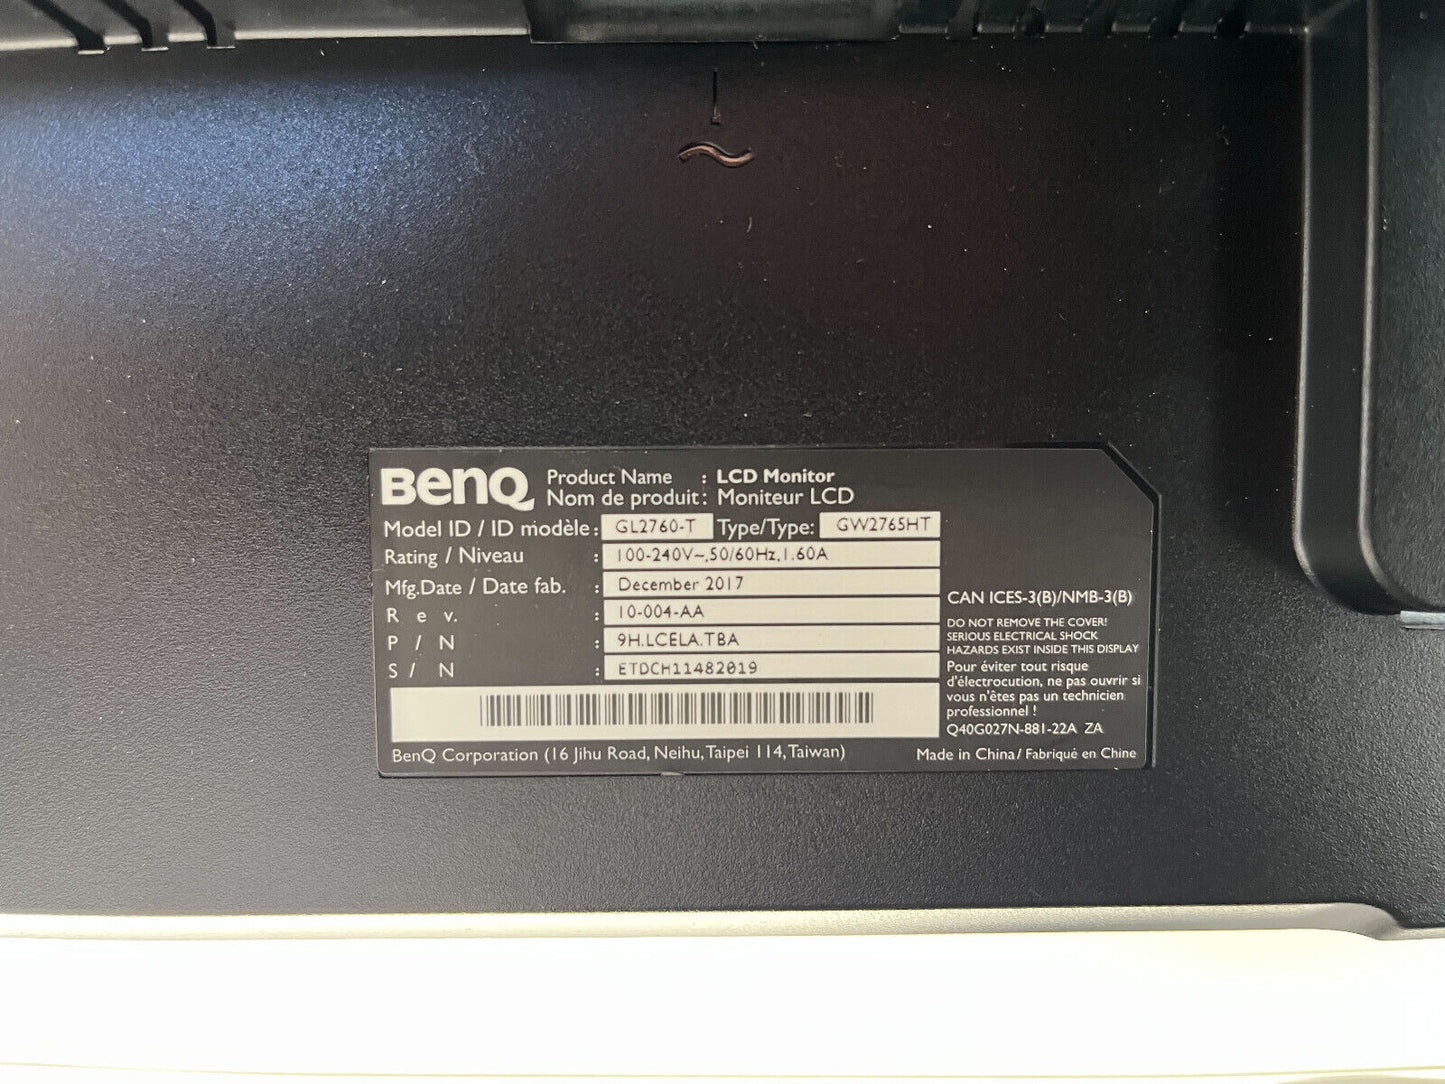 BenQ
Product Name : LCD Monitor
Nom de produit : Moniteur LCD
Model ID / ID modèle : GL2760-T Type/Type: GW2765HT
Rating / Niveau : 100-240V~,50/60Hz,1.60A
Mfg.Date / Date fab. : December 2017
R e v. : 10-004-AA
P / N : 9H.LCELA.TBA
S / N : ETDCH11482019
CAN ICES-3(B)/NMB-3(B)
DO NOT REMOVE THE COVER!
SERIOUS ELECTRICAL SHOCK
HAZARDS EXIST INSIDE THIS DISPLAY
Pour éviter tout risque
d'électrocution, ne pas ouvrir si
vous n'êtes pas un technicien
professionnel !
Q40G027N-881-22A ZA
BenQ Corporation (16 Jihu Road, Neihu, Taipei 114, Taiwan)
Made in China / Fabriqué en Chine